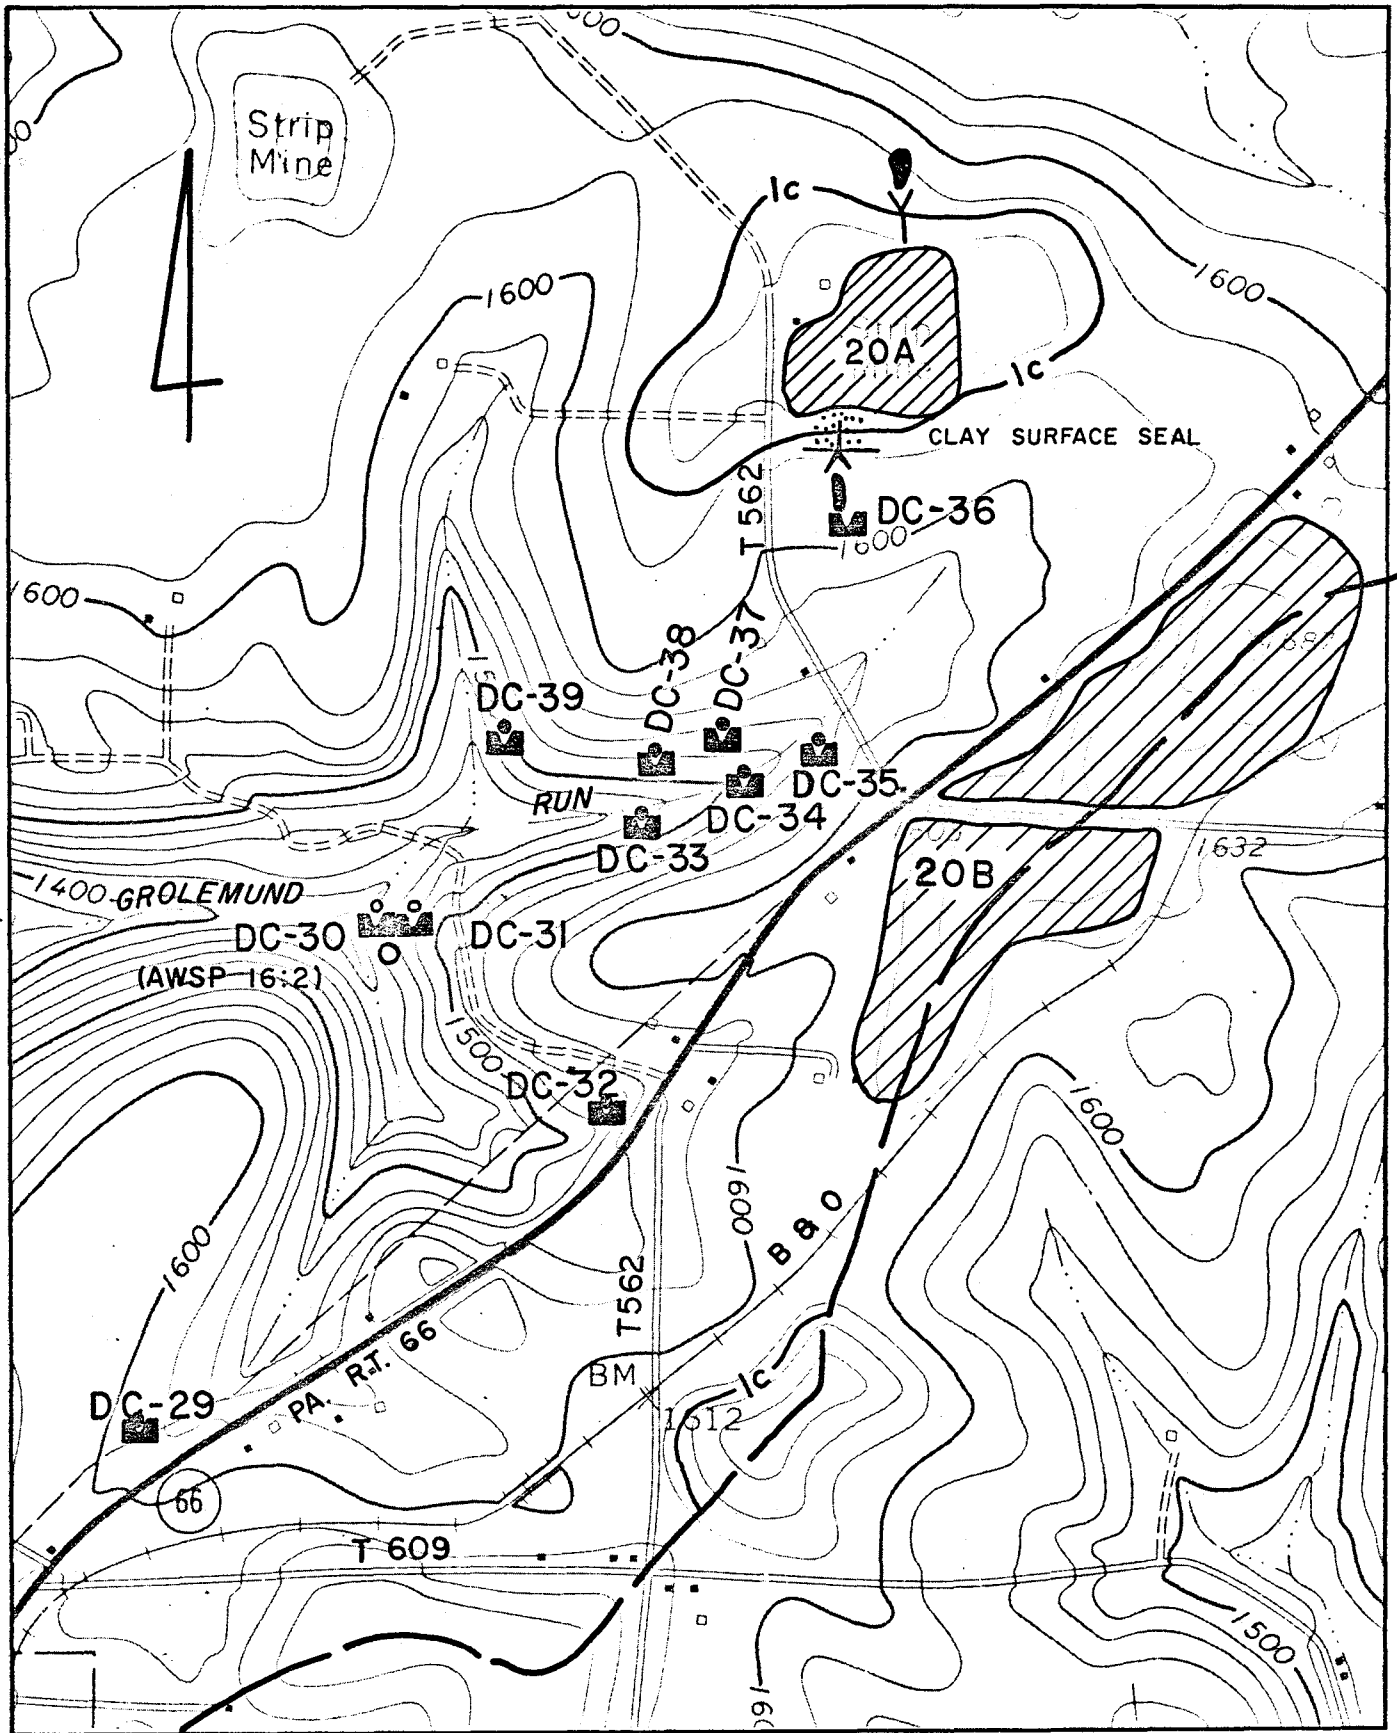 Strip
Mine
1c
1600
1600
20A
1c
CLAY SURFACE SEAL
T 562
DC-36
1600
1600
DC-38
DC-37
DC-39
DC-35
RUN
DC-34
DC-33
1632
20B
1400
GROLEMUND
DC-30
DC-31
(AWSP 16:2)
1500
DC-32
1600
1600
B & O
1600
T562
PA. RT. 66
BM
1c
1612
DC-29
66
T 609
1500